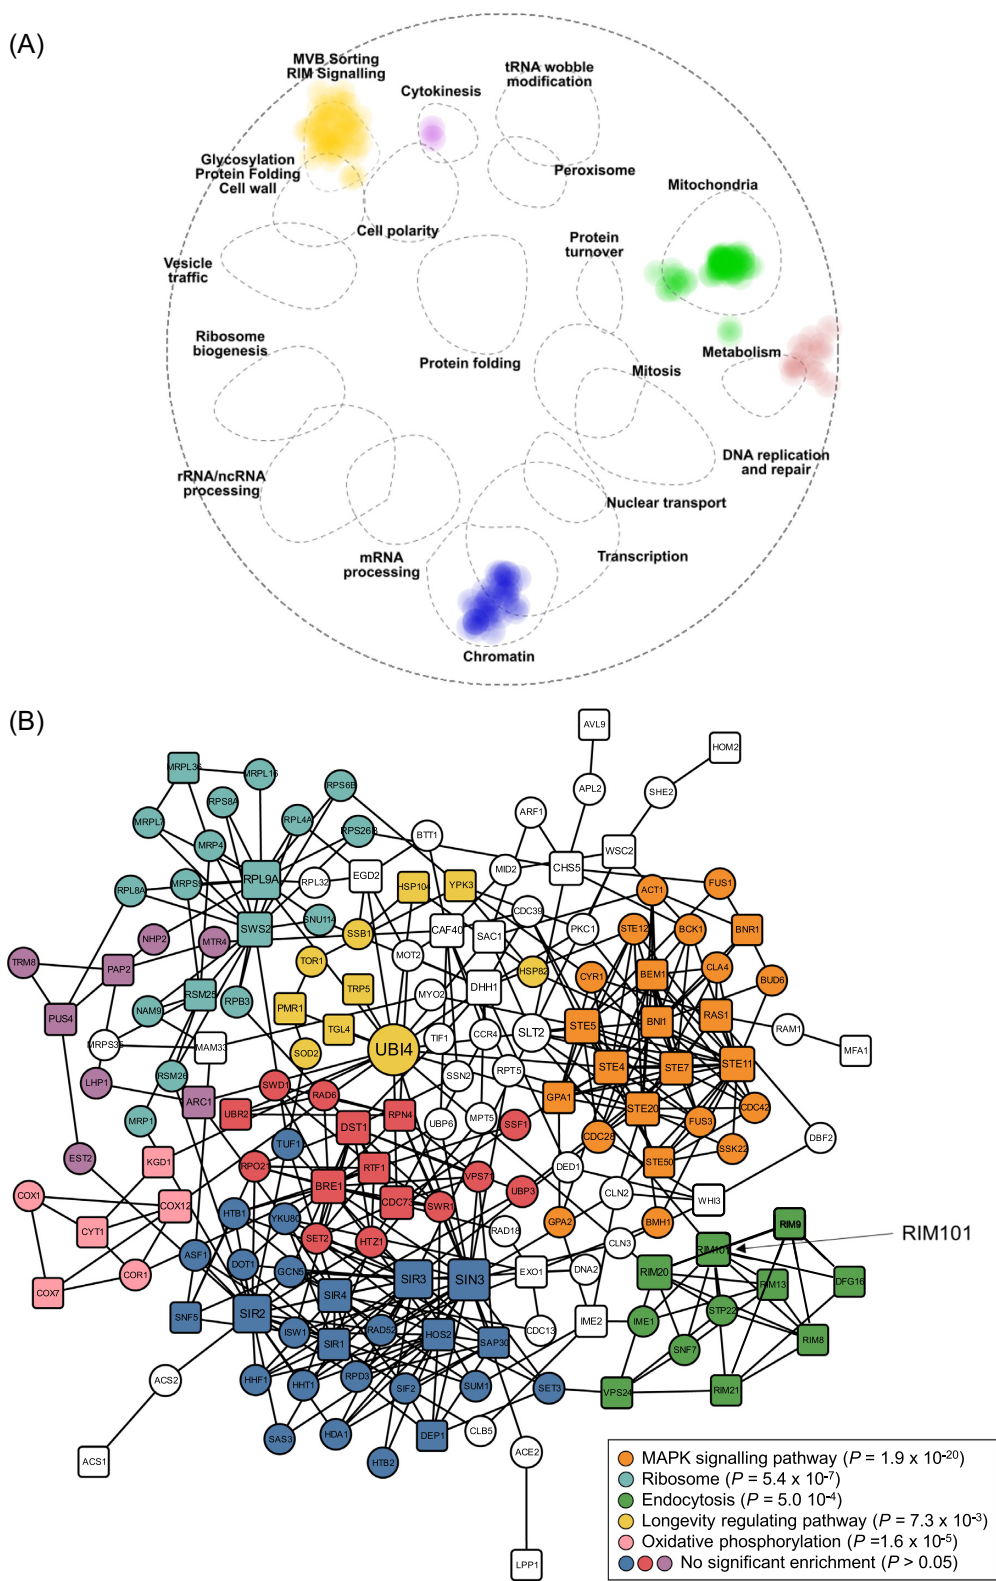 (A)
MVB Sorting
RIM Signalling
Cytokinesis
tRNA wobble
modification
Glycosylation
Protein Folding
Cell wall
Peroxisome
Mitochondria
Cell polarity
Protein
turnover
Vesicle
traffic
Ribosome
biogenesis
Protein folding
Metabolism
Mitosis
DNA replication
and repair
rRNA/ncRNA
processing
Nuclear transport
mRNA
processing
Transcription
Chromatin
(B)
AVL9
HOM2
MRPL36
MRPL16
RPS6B
APL2
SHE2
RPS8A
ARF1
MRPL7
RPL4A
RPS26B
BTT1
MRP4
WSC2
MID2
CHS5
RPL9A
RPL32
EGD2
HSP104
YPK3
ACT1
FUS1
RPL8A
MRPS5
CDC39
SNU114
SWS2
SSB1
CAF40
SAC1
PKC1
STE12
BCK1
BNR1
NHP2
MTR4
MOT2
TRM8
PAP2
TOR1
HSP82
CYR1
BEM1
CLA4
BUD6
TRP5
DHH1
MYO2
RSM25
RPB3
PMR1
NAM9
PUS4
TGL4
STE5
BNI1
RAS1
RAM1
MRPS35
MAM33
SOD2
UBI4
TIF1
CCR4
SLT2
MFA1
LHP1
RSM26
SWD1
SSN2
RPT5
STE4
STE7
STE11
RAD6
GPA1
ARC1
UBR2
RPN4
MRP1
DST1
UBP6
MPT5
SSF1
STE20
FUS3
CDC42
TUF1
CDC28
DBF2
EST2
KGD1
RPO21
RTF1
VPS71
DED1
STE50
SSK22
COX1
COX12
BRE1
CDC73
SWR1
UBP3
CLN2
WHI3
HTB1
YKU80
CYT1
SET2
HTZ1
RAD18
GPA2
BMH1
RIM9
RIM101
ASF1
DOT1
CLN3
RIM101
COR1
GCN5
SIR3
SIN3
EXO1
DNA2
RIM20
RIM13
DFG16
COX7
SIR4
SNF5
SIR2
STP22
ISW1
RAD52
HOS2
CDC13
IME2
IME1
SIR1
SAP30
SNF7
RIM8
ACS2
HHF1
HHT1
RPD3
SIF2
SUM1
SET3
VPS24
RIM21
SAS3
HDA1
DEP1
CLB5
ACS1
HTB2
ACE2
LPP1
MAPK signalling pathway (P = 1.9 x 10-20)
Ribosome (P = 5.4 x 10-7)
Endocytosis (P = 5.0 10-4)
Longevity regulating pathway (P = 7.3 x 10-3)
Oxidative phosphorylation (P =1.6 x 10-5)
No significant enrichment (P > 0.05)